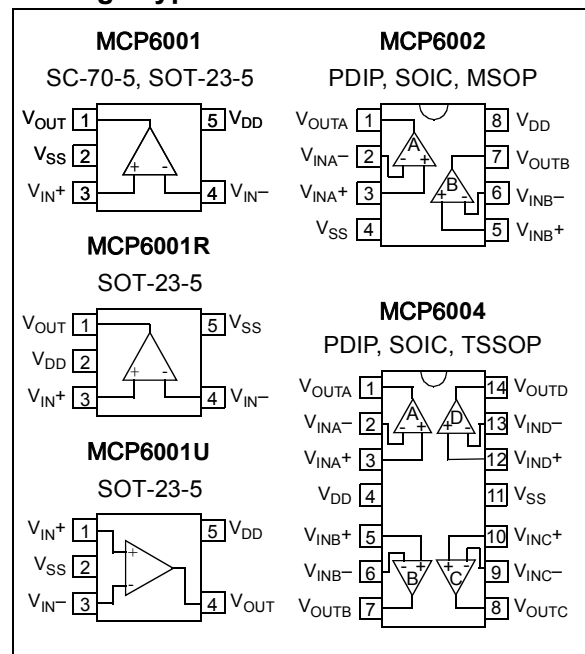 MCP6001
SC-70-5, SOT-23-5
VOUT 1 5 VDD
VSS 2
VIN+ 3 4 VIN–
+ -
MCP6001R
SOT-23-5
VOUT 1 5 VSS
VDD 2
VIN+ 3 4 VIN–
+ -
MCP6001U
SOT-23-5
VIN+ 1 5 VDD
VSS 2
VIN– 3 4 VOUT
+
-
MCP6002
PDIP, SOIC, MSOP
VOUTA 1 8 VDD
VINA– 2 7 VOUTB
VINA+ 3 6 VINB–
VSS 4 5 VINB+
A
- +
B
+ -
MCP6004
PDIP, SOIC, TSSOP
VOUTA 1 14 VOUTD
VINA– 2 13 VIND–
VINA+ 3 12 VIND+
VDD 4 11 VSS
VINB+ 5 10 VINC+
VINB– 6 9 VINC–
VOUTB 7 8 VOUTC
A D
- + + -
- + + -
B C